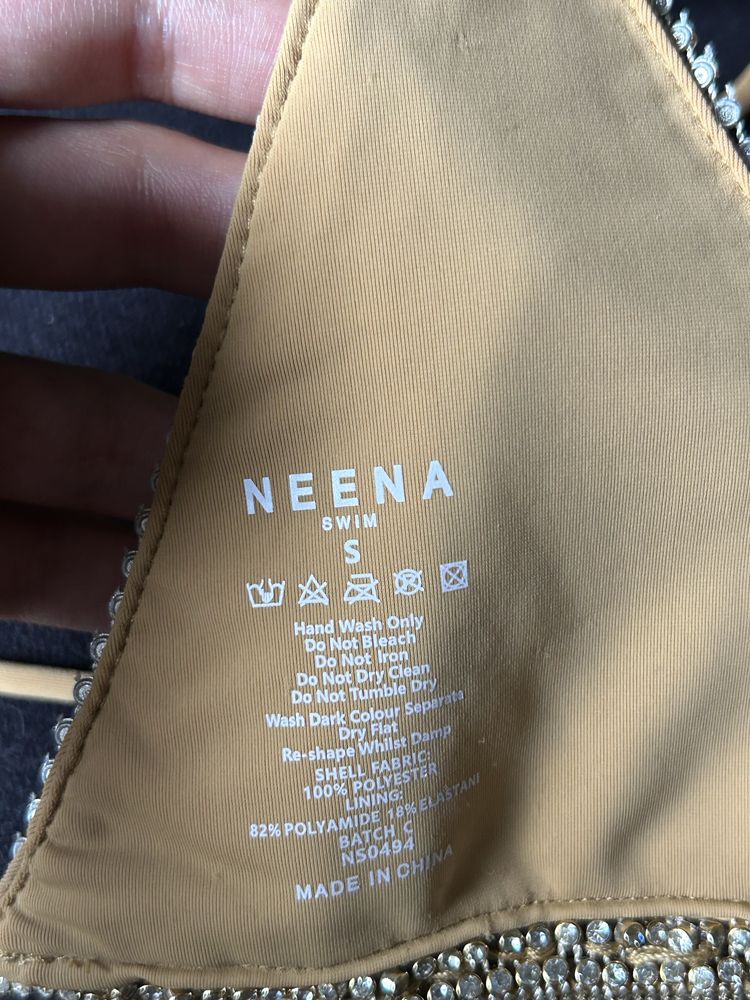 NEENA
SWIM
S
Hand Wash Only
Do Not Bleach
Do Not Iron
Do Not Dry Clean
Do Not Tumble Dry
Wash Dark Colour Separate
Dry Flat
Re-shape Whilst Damp
SHELL FABRIC:
100% POLYESTER
LINING:
82% POLYAMIDE 18% ELASTANI
BATCH C
NS0494
MADE IN CHINA